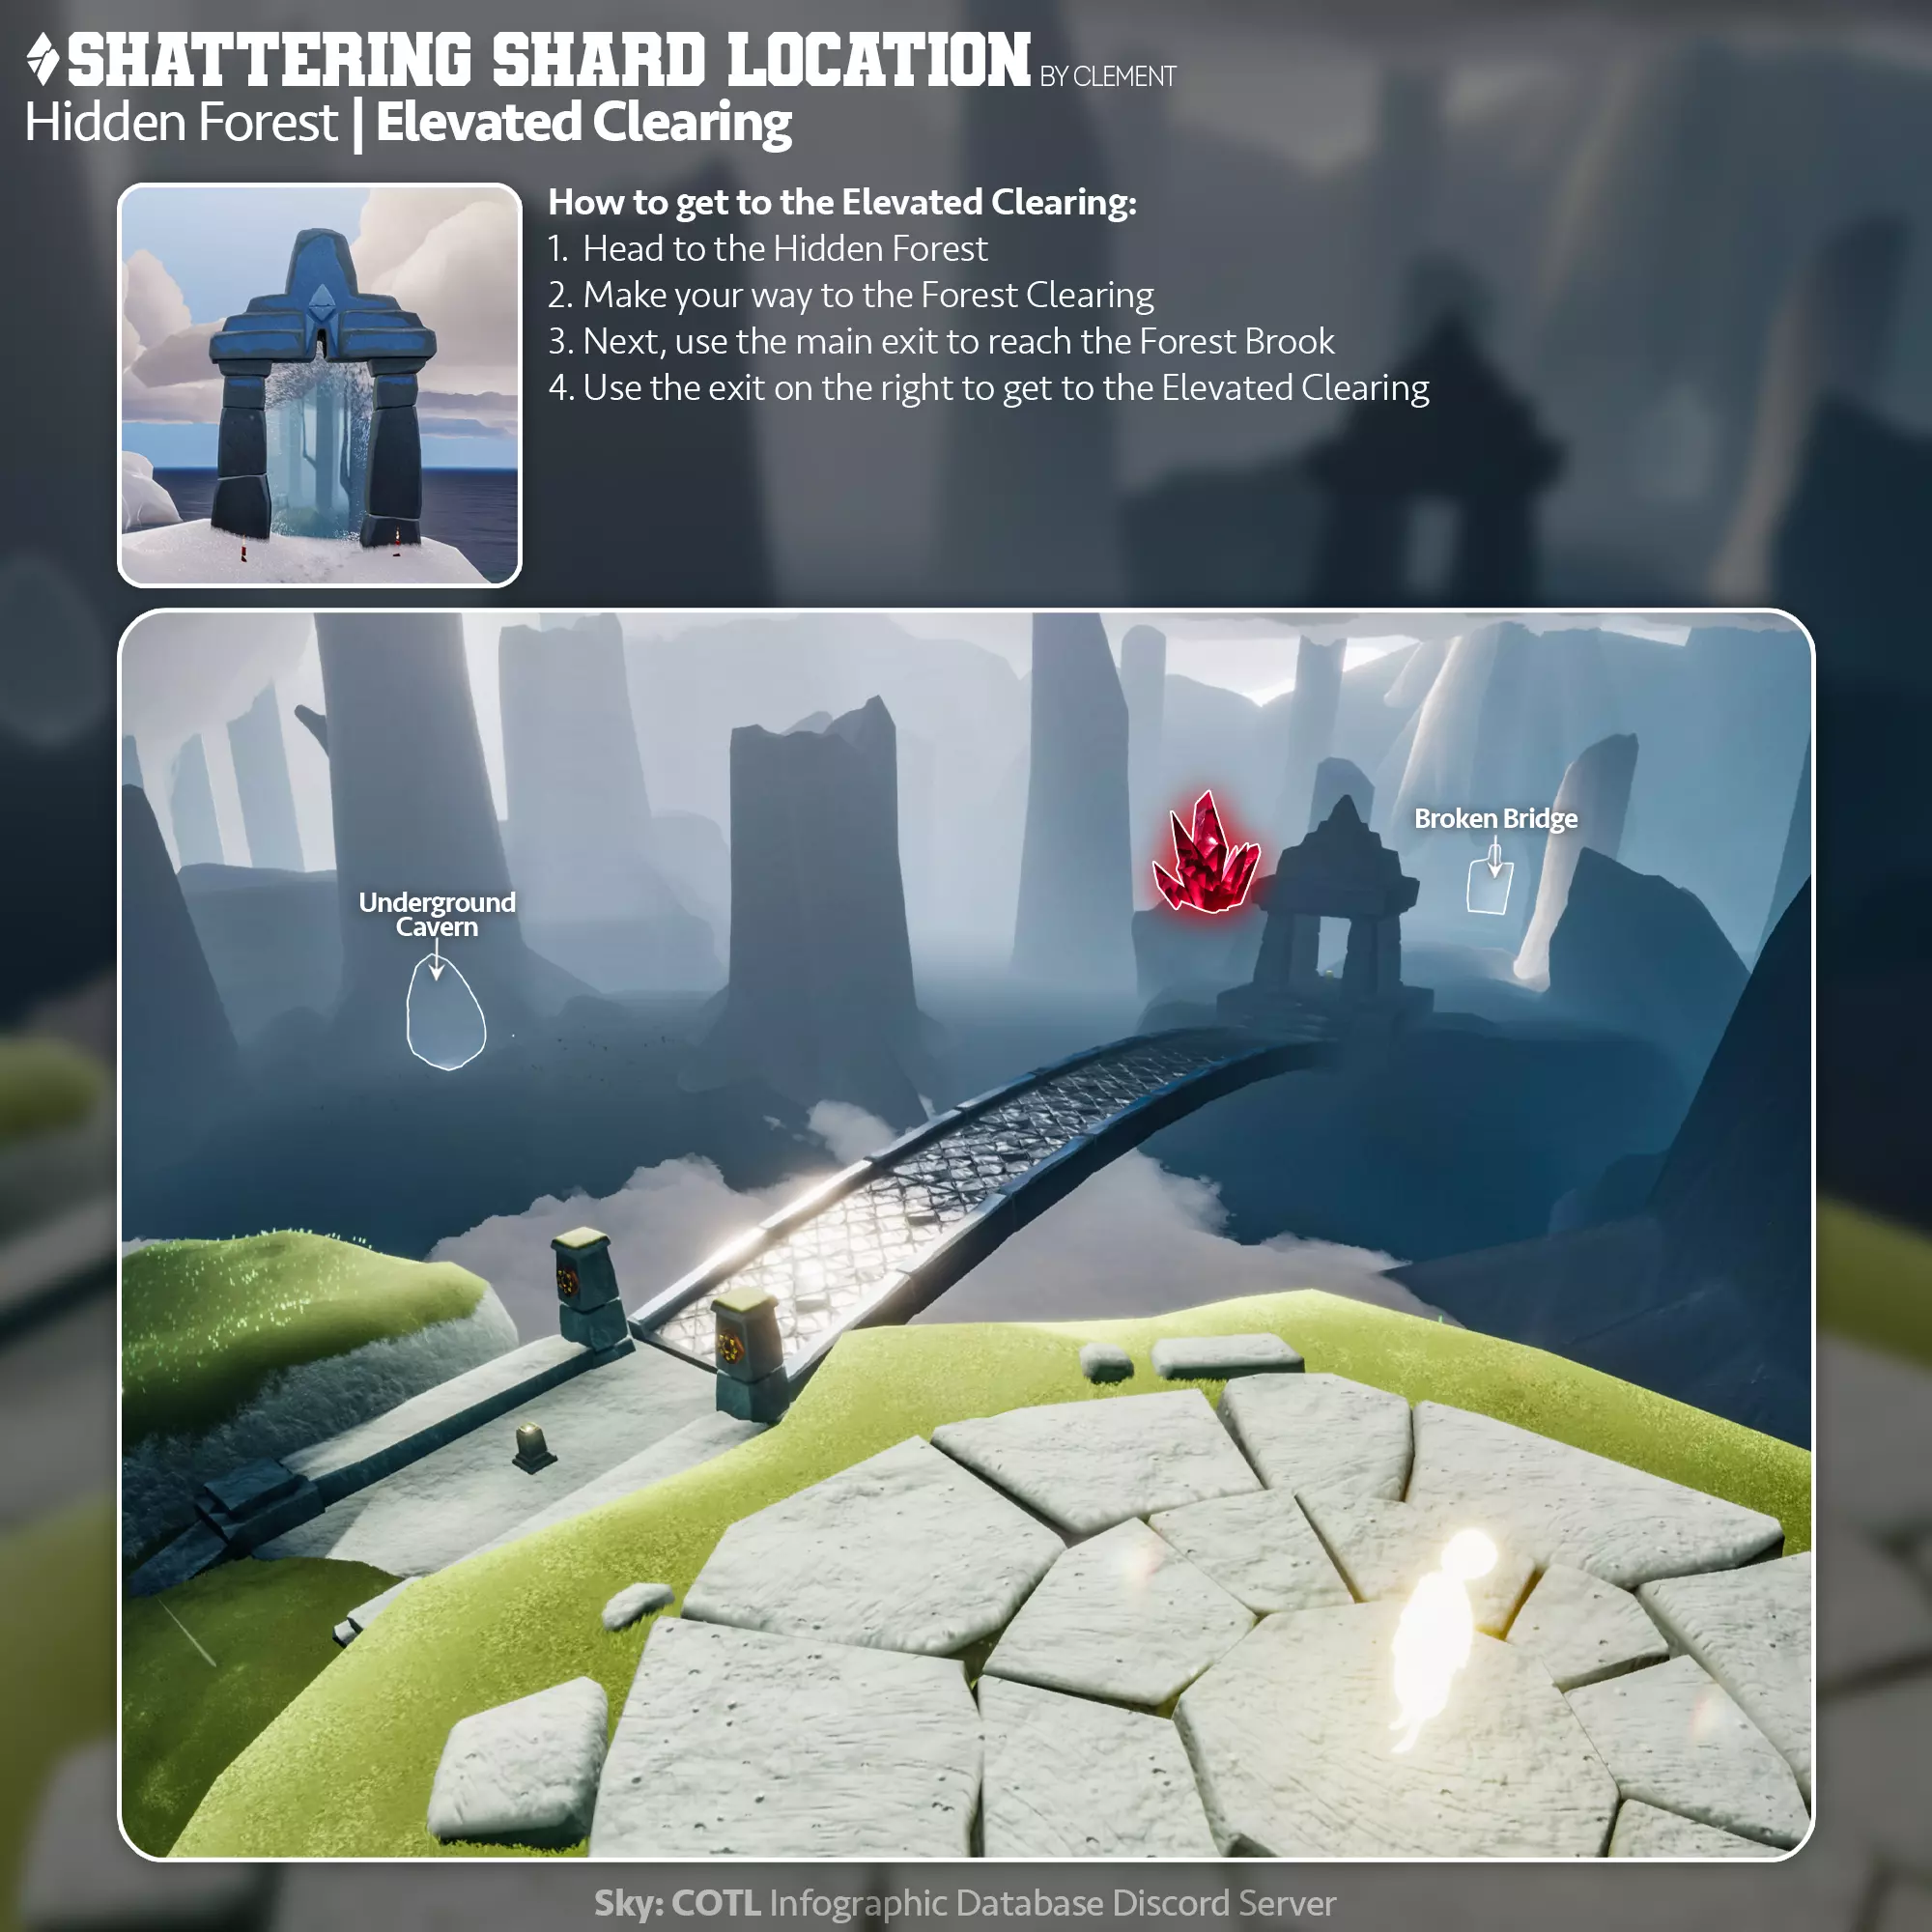 SHATTERING SHARD LOCATION BY CLEMENT
Hidden Forest | Elevated Clearing
How to get to the Elevated Clearing:
1. Head to the Hidden Forest
2. Make your way to the Forest Clearing
3. Next, use the main exit to reach the Forest Brook
4. Use the exit on the right to get to the Elevated Clearing
Broken Bridge
Underground
Cavern
Sky: COTL Infographic Database Discord Server